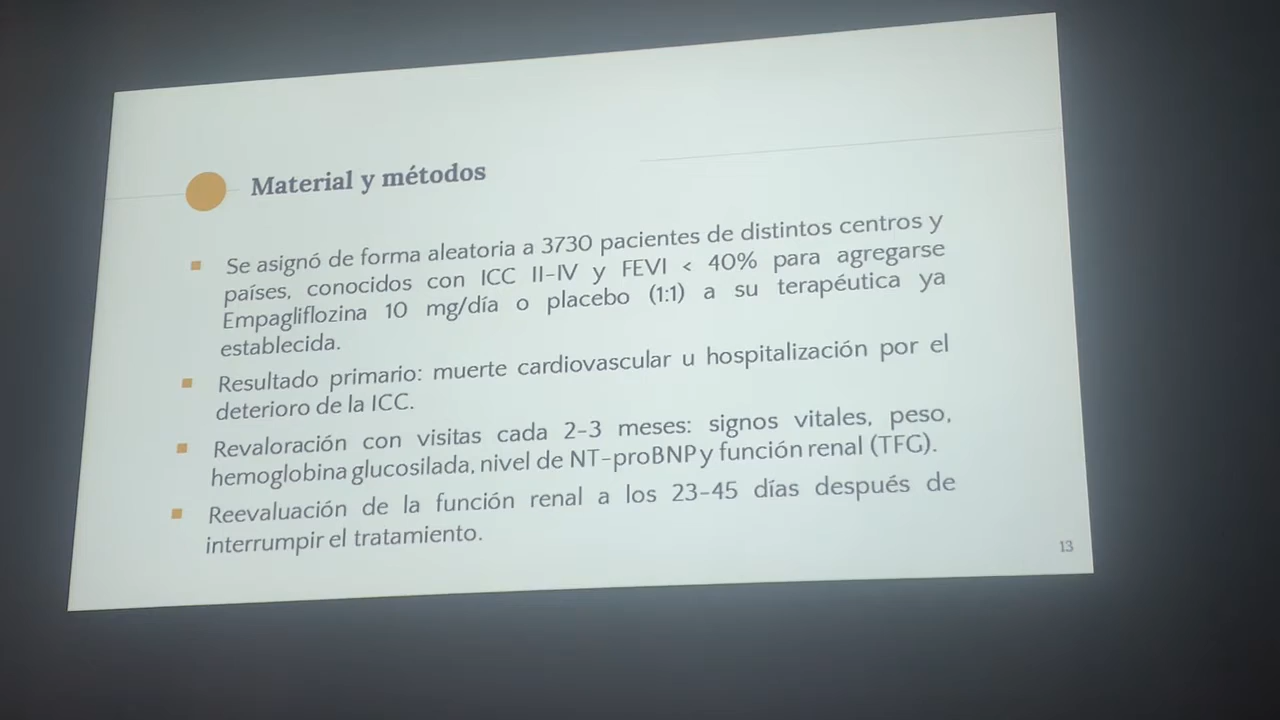 Material y métodos
Se asignó de forma aleatoria a 3730 pacientes de distintos centros y
países, conocidos con ICC II-IV y FEVI < 40% para agregarse
Empagliflozina 10 mg/día o placebo (1:1) a su terapéutica ya
establecida.
Resultado primario: muerte cardiovascular u hospitalización por el
deterioro de la ICC.
Revaloración con visitas cada 2-3 meses: signos vitales, peso,
hemoglobina glucosilada, nivel de NT-proBNP y función renal (TFG).
Reevaluación de la función renal a los 23-45 días después de
interrumpir el tratamiento.
13